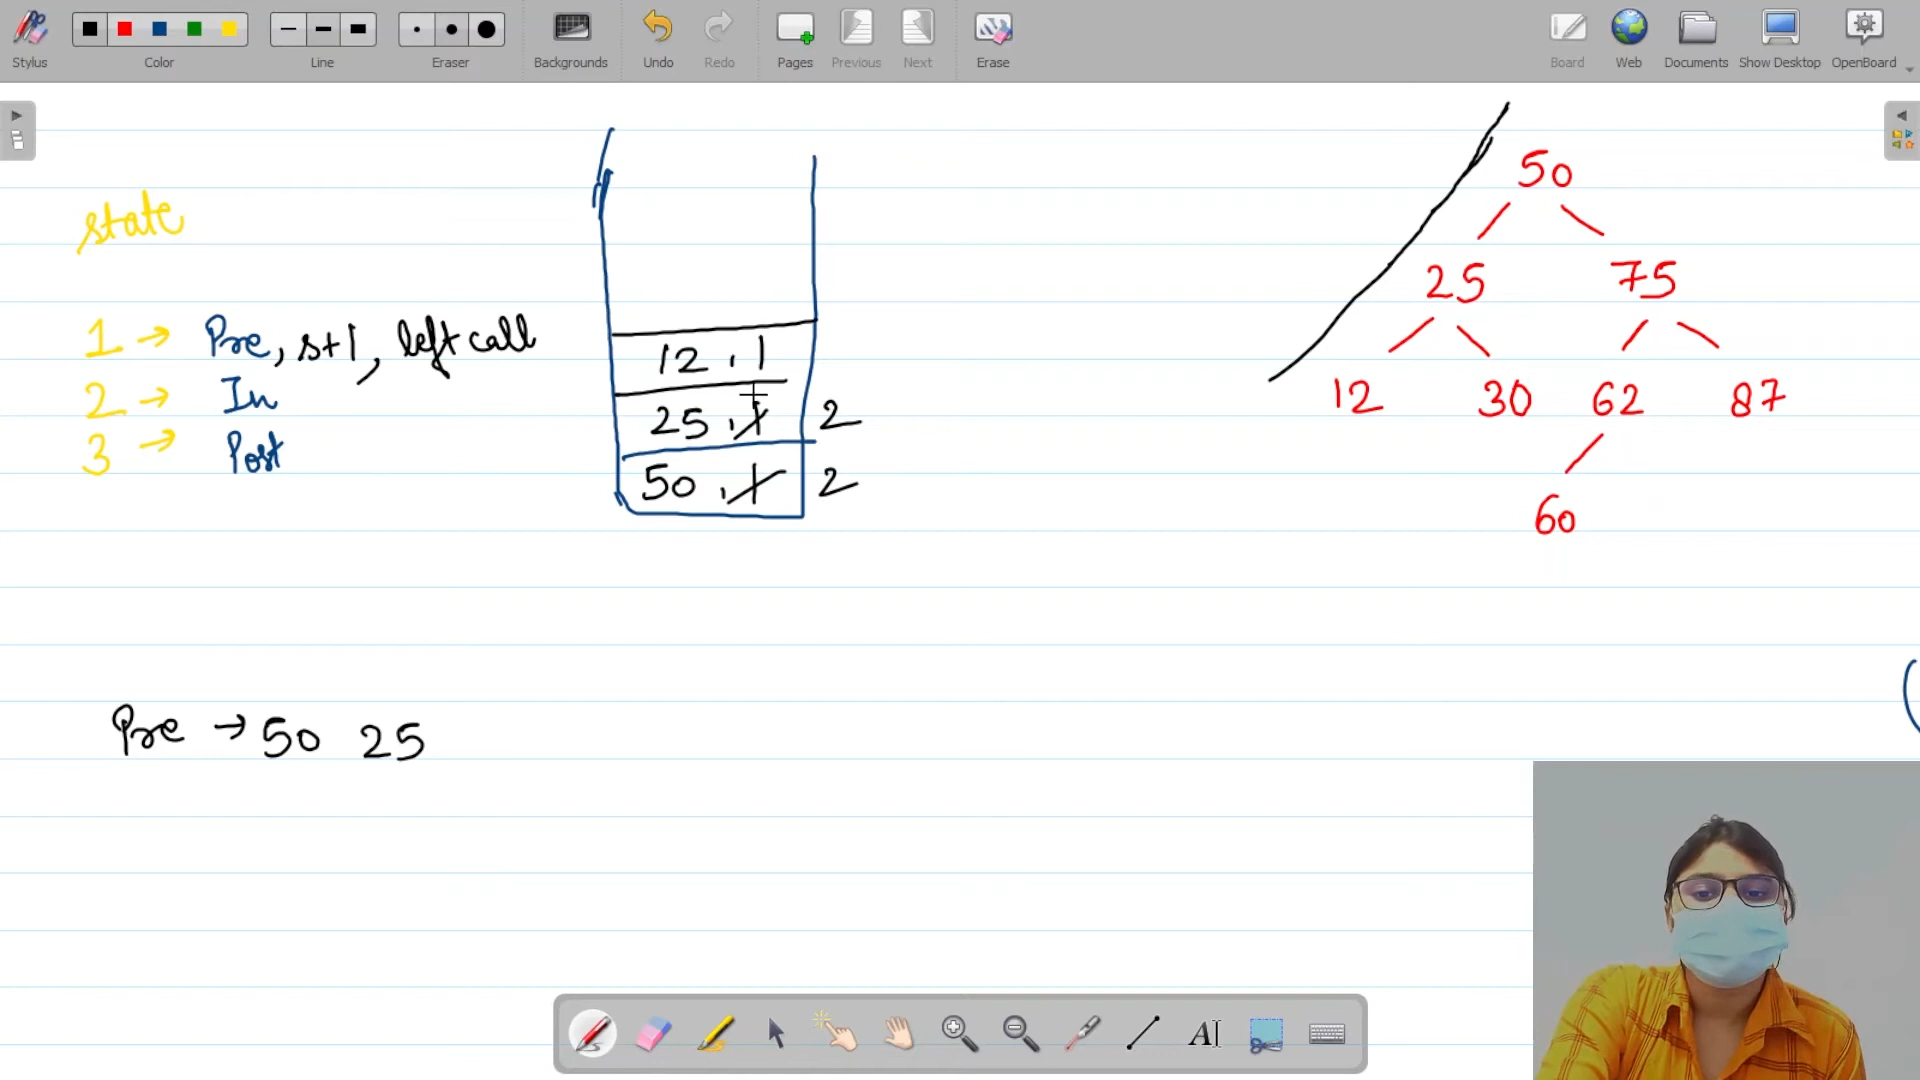 Stylus Color Line Eraser Backgrounds Undo Redo Pages Previous Next Erase Board Web Documents Show Desktop OpenBoard
state
1 → Pre, s+1, left call
2 → In
3 → Post
12 , 1
25 , 1 2
50 , 1 2
50
25 75
12 30 62 87
60
Pre → 50 25